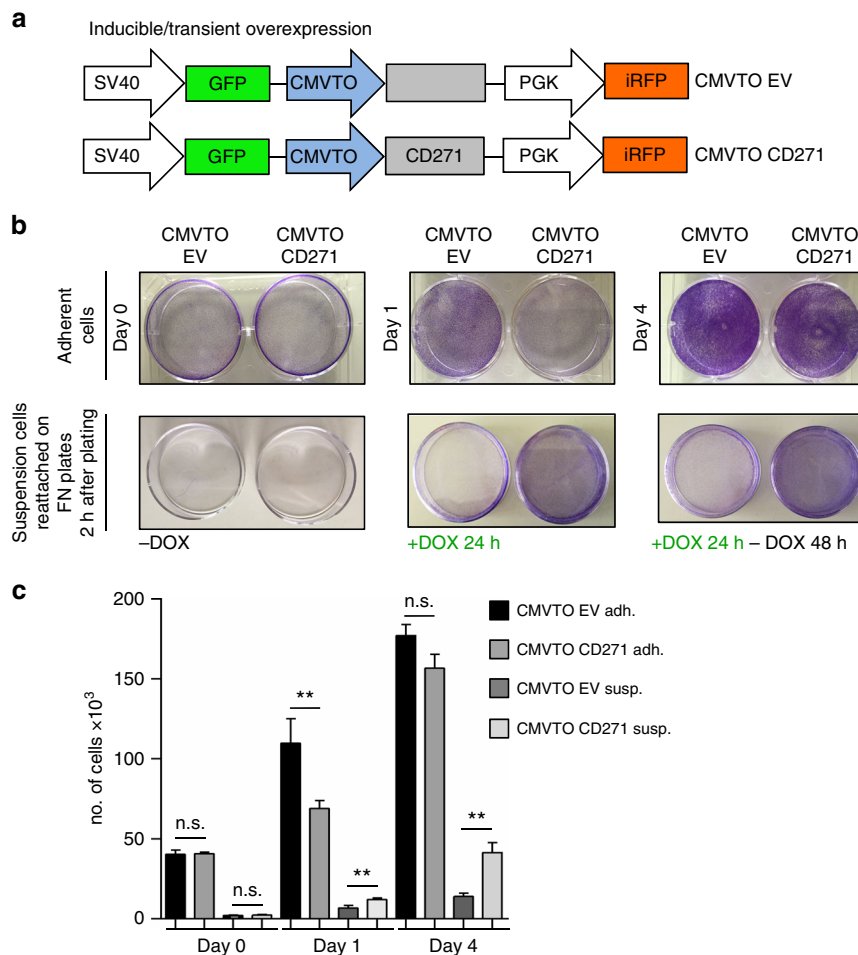 a
Inducible/transient overexpression
SV40 GFP CMVTO PGK iRFP CMVTO EV
SV40 GFP CMVTO CD271 PGK iRFP CMVTO CD271
b
CMVTO EV
CMVTO CD271
CMVTO EV
CMVTO CD271
CMVTO EV
CMVTO CD271
Adherent cells
Day 0
Day 1
Day 4
Suspension cells reattached on FN plates 2 h after plating
–DOX
+DOX 24 h
+DOX 24 h – DOX 48 h
c
no. of cells ×10³
200
150
100
50
0
n.s.
n.s.
**
**
n.s.
**
Day 0
Day 1
Day 4
CMVTO EV adh.
CMVTO CD271 adh.
CMVTO EV susp.
CMVTO CD271 susp.